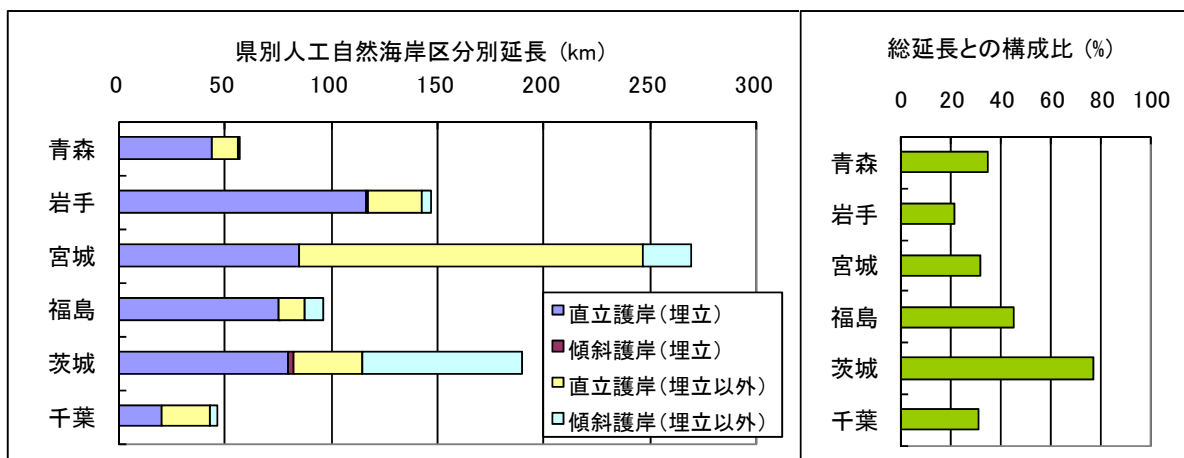 県別人工自然海岸区分別延長 (km)
0 50 100 150 200 250 300
青森
岩手
宮城
福島
茨城
千葉
直立護岸(埋立)
傾斜護岸(埋立)
直立護岸(埋立以外)
傾斜護岸(埋立以外)
総延長との構成比 (%)
0 20 40 60 80 100
青森
岩手
宮城
福島
茨城
千葉